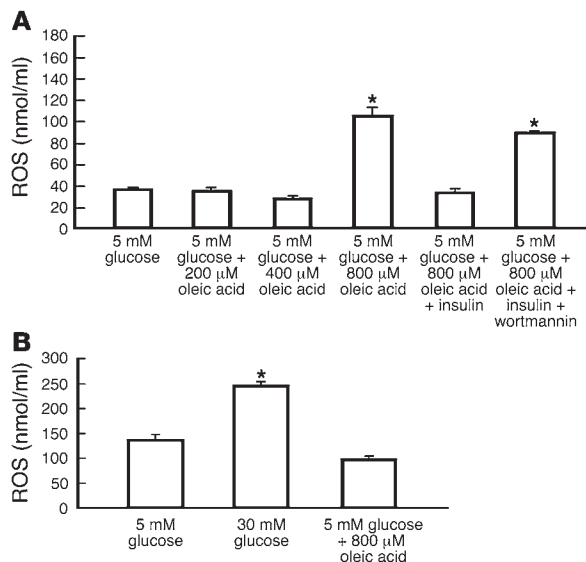 A
180
160
140
120
100
80
60
40
20
0
ROS (nmol/ml)
*
*
5 mM
glucose
5 mM
glucose +
200 µM
oleic acid
5 mM
glucose +
400 µM
oleic acid
5 mM
glucose +
800 µM
oleic acid
5 mM
glucose +
800 µM
oleic acid
+ insulin
5 mM
glucose +
800 µM
oleic acid +
insulin +
wortmannin
B
300
250
200
150
100
50
0
ROS (nmol/ml)
*
5 mM
glucose
30 mM
glucose
5 mM glucose
+ 800 µM
oleic acid